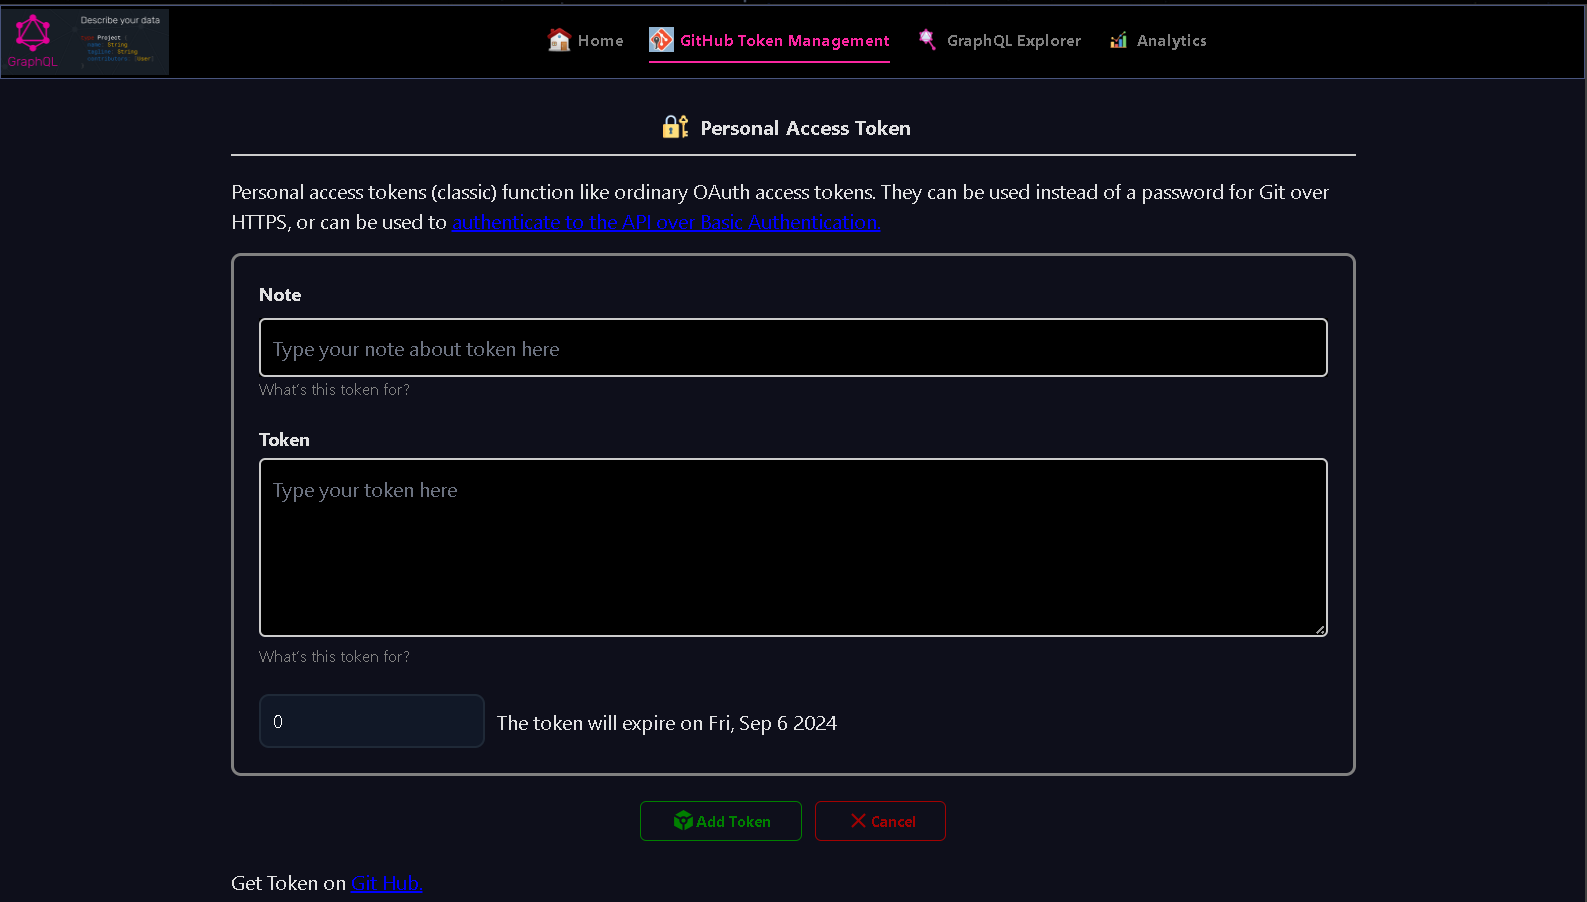 GraphQL
Describe your data
type Project {
name: String
tagline: String
contributors: [User]
}
Home
GitHub Token Management
GraphQL Explorer
Analytics
Personal Access Token
Personal access tokens (classic) function like ordinary OAuth access tokens. They can be used instead of a password for Git over
HTTPS, or can be used to authenticate to the API over Basic Authentication.
Note
Type your note about token here
What's this token for?
Token
Type your token here
What's this token for?
0
The token will expire on Fri, Sep 6 2024
Add Token
Cancel
Get Token on Git Hub.